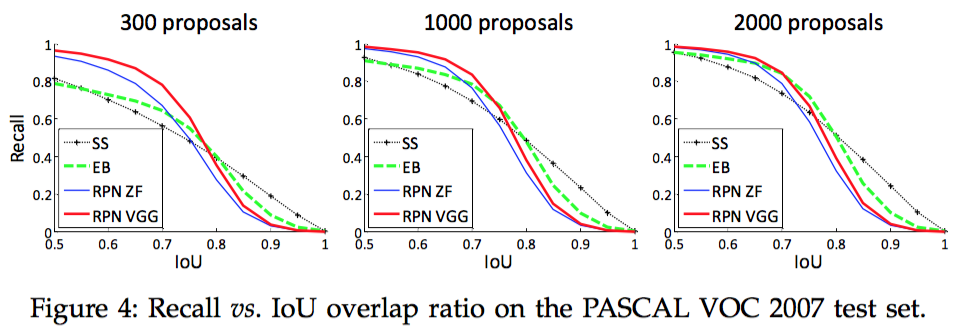 300 proposals
1000 proposals
2000 proposals
Recall
1
0.8
0.6
0.4
0.2
0
SS
EB
RPN ZF
RPN VGG
0.5 0.6 0.7 0.8 0.9 1
IoU
1
0.8
0.6
0.4
0.2
0
SS
EB
RPN ZF
RPN VGG
0.5 0.6 0.7 0.8 0.9 1
IoU
1
0.8
0.6
0.4
0.2
0
SS
EB
RPN ZF
RPN VGG
0.5 0.6 0.7 0.8 0.9 1
IoU
Figure 4: Recall vs. IoU overlap ratio on the PASCAL VOC 2007 test set.